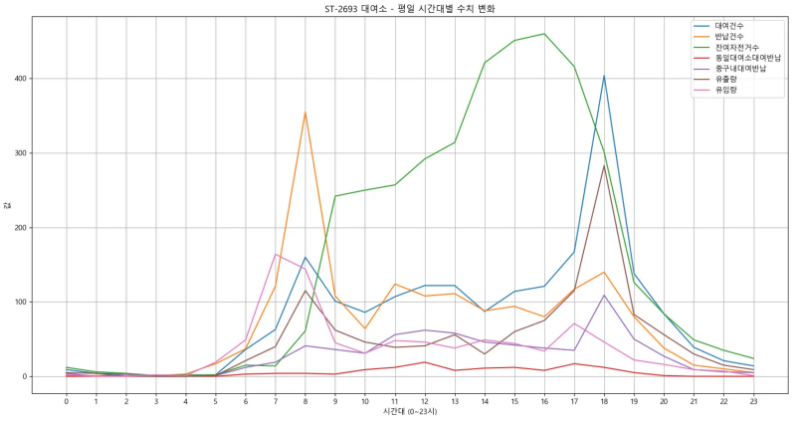 ST-2693 대여소 - 평일 시간대별 수치 변화
대여건수
반납건수
잔여자전거수
동일대여소대여반납
중구내대여반납
유출량
유입량
400
300
200
100
0
값
0 1 2 3 4 5 6 7 8 9 10 11 12 13 14 15 16 17 18 19 20 21 22 23
시간대 (0~23시)